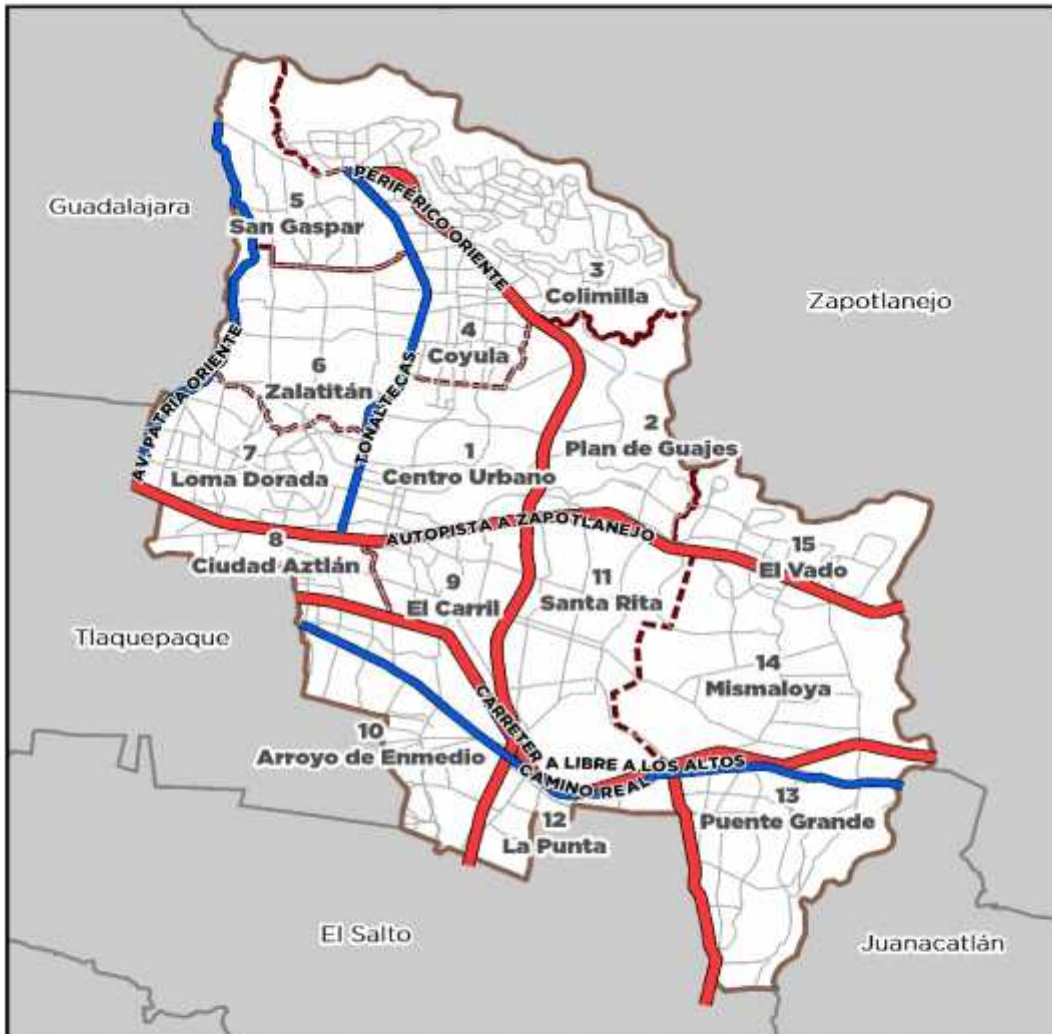 Guadalajara
5
San Gaspar
PERIFÉRICO ORIENTE
3
Colimilla
Zapotlanejo
4
Coyula
AV. PATRIA ORIENTE
6
Zalatitán
TONALTECAS
7
Loma Dorada
1
Centro Urbano
2
Plan de Guajes
AUTOPISTA A ZAPOTLANEJO
8
Ciudad Aztlán
9
El Carril
11
Santa Rita
15
El Vado
Tlaquepaque
14
Mismaloya
10
Arroyo de Enmedio
CARRETER A LIBRE A LOS ALTOS
CAMINO REAL
12
La Punta
13
Puente Grande
El Salto
Juanacatlán